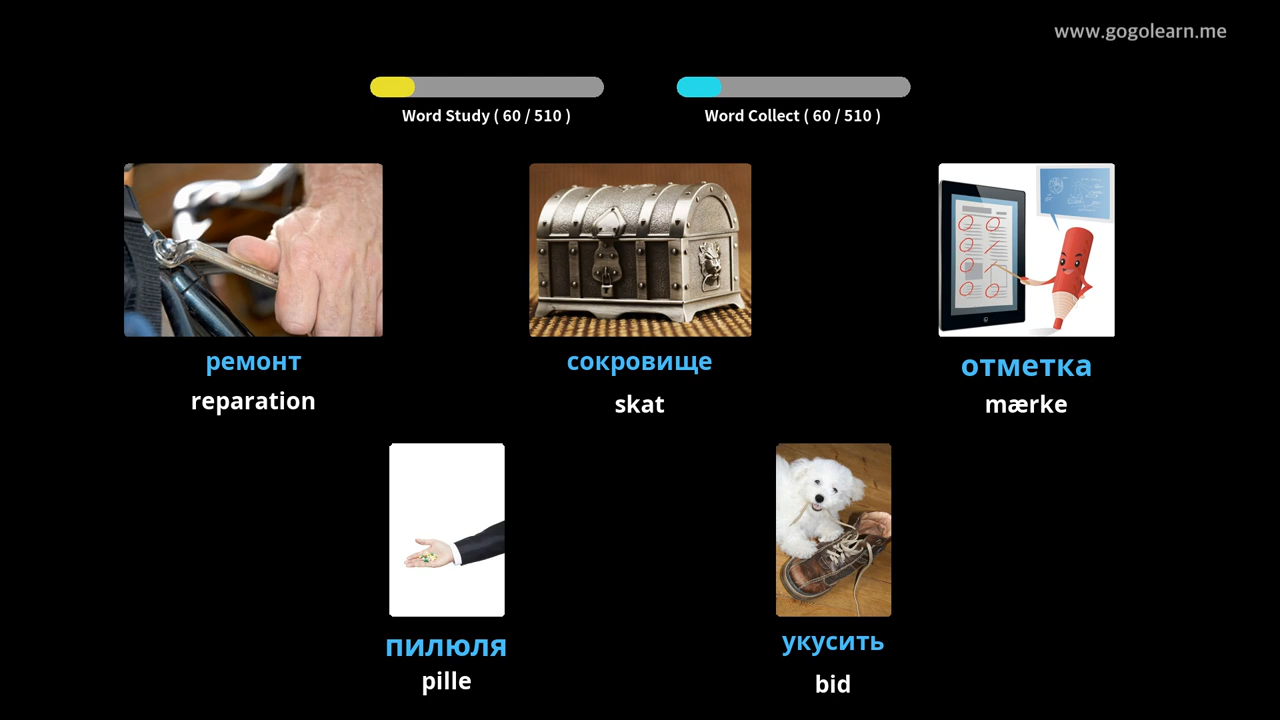 www.gogolearn.me
Word Study ( 60 / 510 )
Word Collect ( 60 / 510 )
ремонт
reparation
сокровище
skat
отметка
mærke
пилюля
pille
укусить
bid